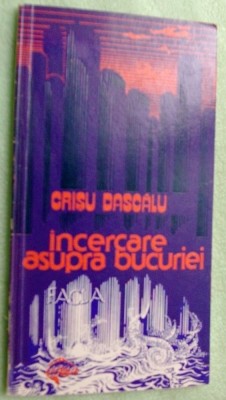 CRISU DASCALU
incercare
asupra bucuriei
FACLA